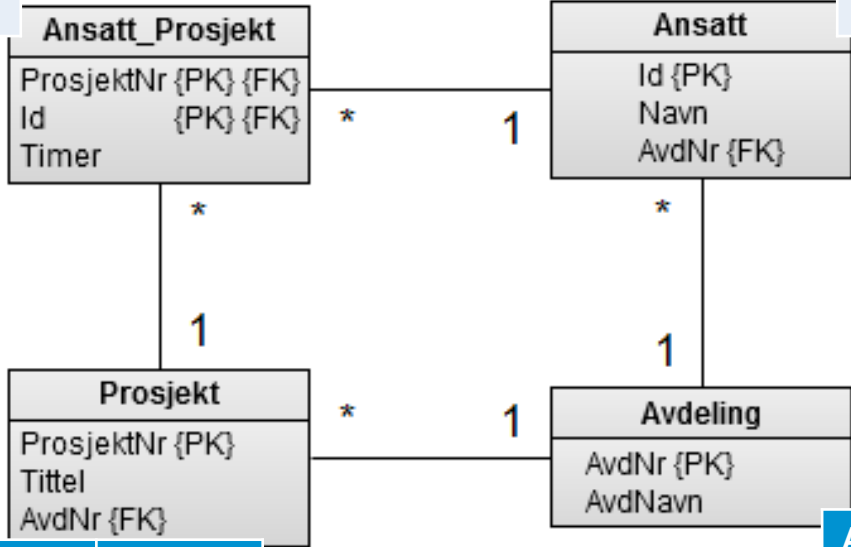 Ansatt_Prosjekt
ProsjektNr {PK} {FK}
Id {PK} {FK}
Timer
Ansatt
Id {PK}
Navn
AvdNr {FK}
* 1
* *
1 1
Prosjekt
ProsjektNr {PK}
Tittel
AvdNr {FK}
* 1
Avdeling
AvdNr {PK}
AvdNavn